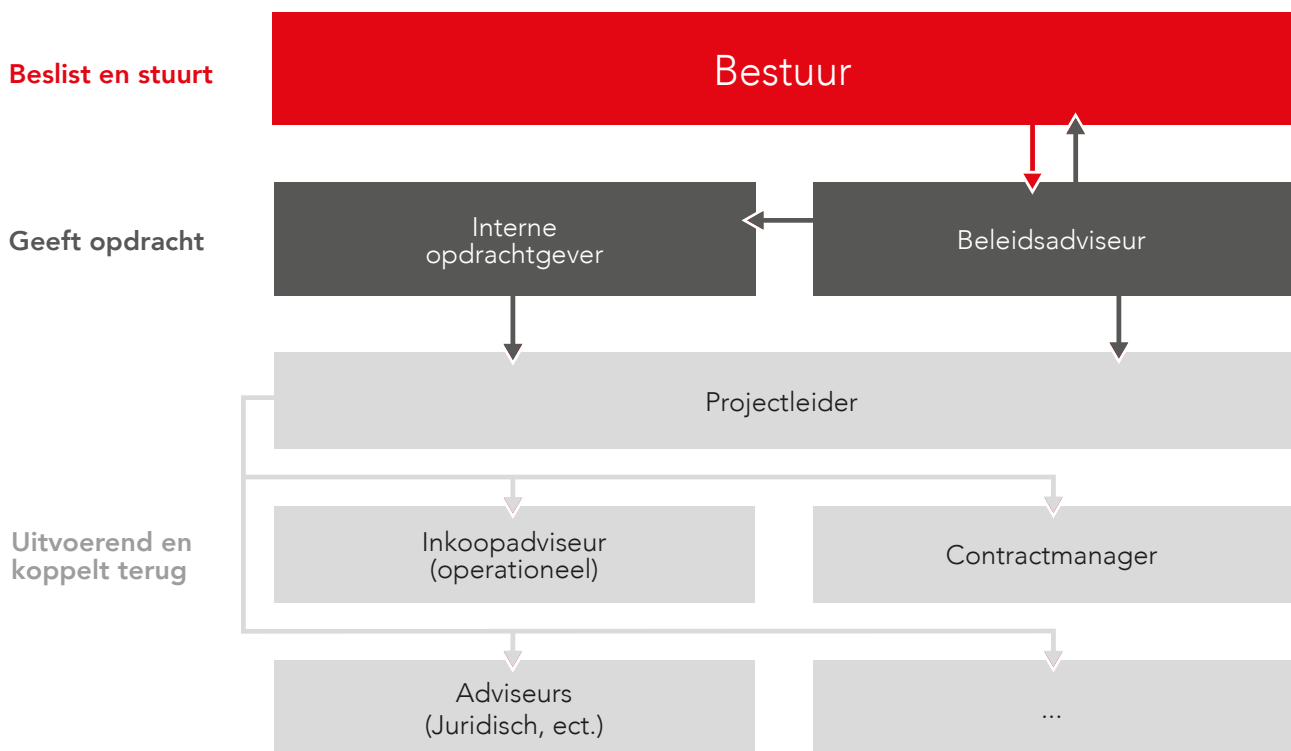 Beslist en stuurt
Bestuur
Geeft opdracht
Interne
opdrachtgever
Beleidsadviseur
Projectleider
Uitvoerend en
koppelt terug
Inkoopadviseur
(operationeel)
Contractmanager
Adviseurs
(Juridisch, ect.)
...